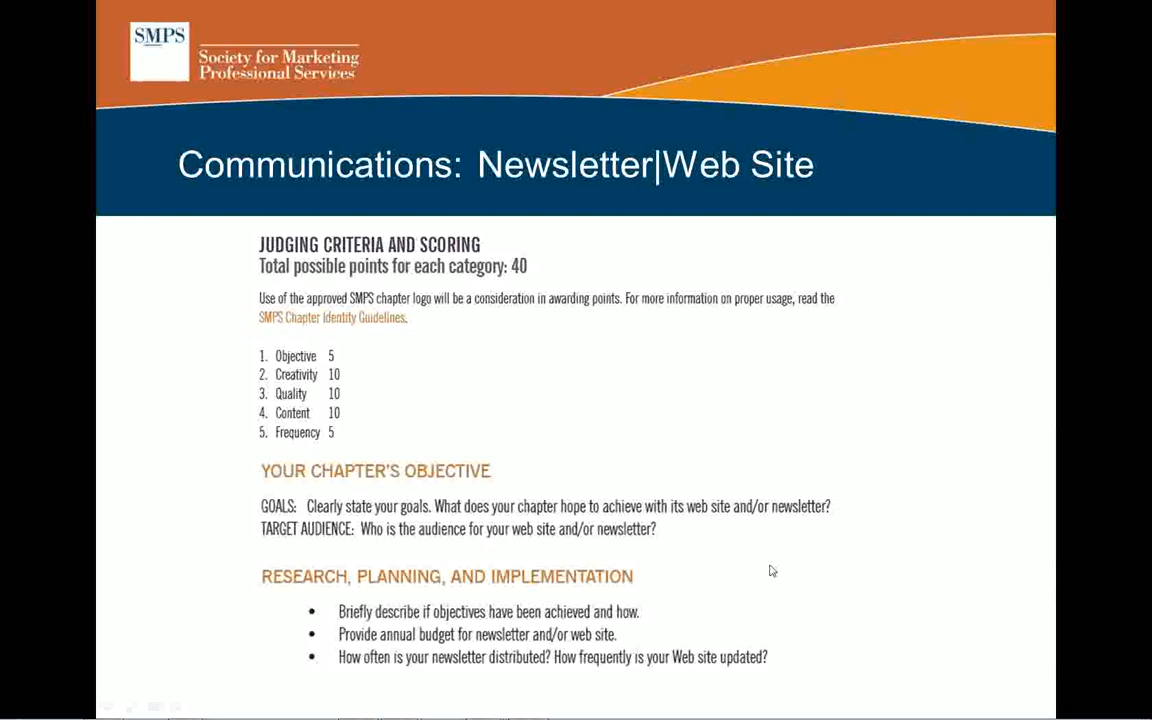 SMPS
Society for Marketing
Professional Services
Communications: Newsletter|Web Site
JUDGING CRITERIA AND SCORING
Total possible points for each category: 40
Use of the approved SMPS chapter logo will be a consideration in awarding points. For more information on proper usage, read the
SMPS Chapter Identity Guidelines.
1. Objective 5
2. Creativity 10
3. Quality 10
4. Content 10
5. Frequency 5
YOUR CHAPTER'S OBJECTIVE
GOALS: Clearly state your goals. What does your chapter hope to achieve with its web site and/or newsletter?
TARGET AUDIENCE: Who is the audience for your web site and/or newsletter?
RESEARCH, PLANNING, AND IMPLEMENTATION
• Briefly describe if objectives have been achieved and how.
• Provide annual budget for newsletter and/or web site.
• How often is your newsletter distributed? How frequently is your Web site updated?